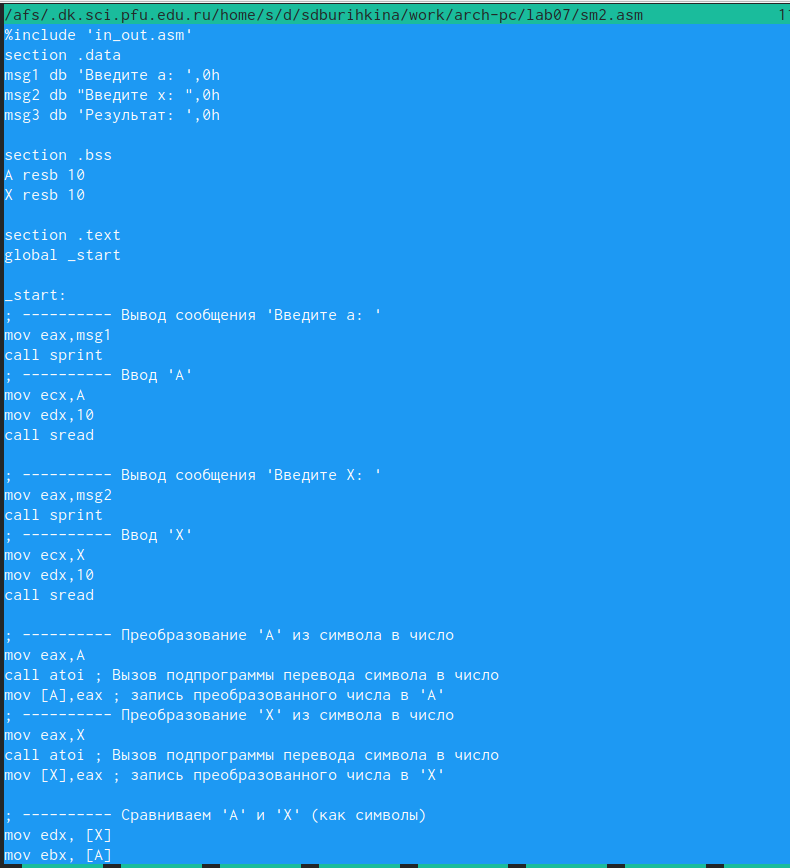 /afs/.dk.sci.pfu.edu.ru/home/s/d/sdburihkina/work/arch-pc/lab07/sm2.asm
%include 'in_out.asm'
section .data
msg1 db 'Введите a: ',0h
msg2 db "Введите x: ",0h
msg3 db 'Результат: ',0h
section .bss
A resb 10
X resb 10
section .text
global _start
_start:
; ---------- Вывод сообщения 'Введите a: '
mov eax,msg1
call sprint
; ---------- Ввод 'A'
mov ecx,A
mov edx,10
call sread
; ---------- Вывод сообщения 'Введите X: '
mov eax,msg2
call sprint
; ---------- Ввод 'X'
mov ecx,X
mov edx,10
call sread
; ---------- Преобразование 'A' из символа в число
mov eax,A
call atoi ; Вызов подпрограммы перевода символа в число
mov [A],eax ; запись преобразованного числа в 'A'
; ---------- Преобразование 'X' из символа в число
mov eax,X
call atoi ; Вызов подпрограммы перевода символа в число
mov [X],eax ; запись преобразованного числа в 'X'
; ---------- Сравниваем 'A' и 'X' (как символы)
mov edx, [X]
mov ebx, [A]